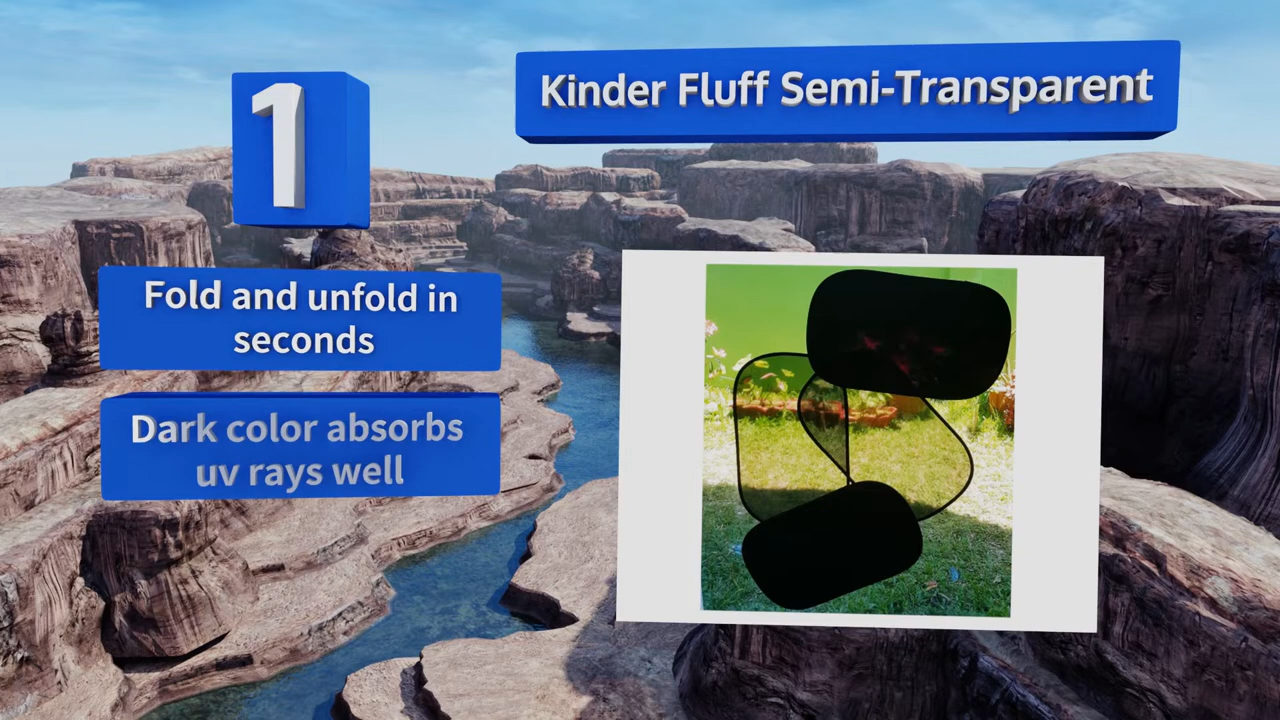 1
Kinder Fluff Semi-Transparent
Fold and unfold in
seconds
Dark color absorbs
uv rays well